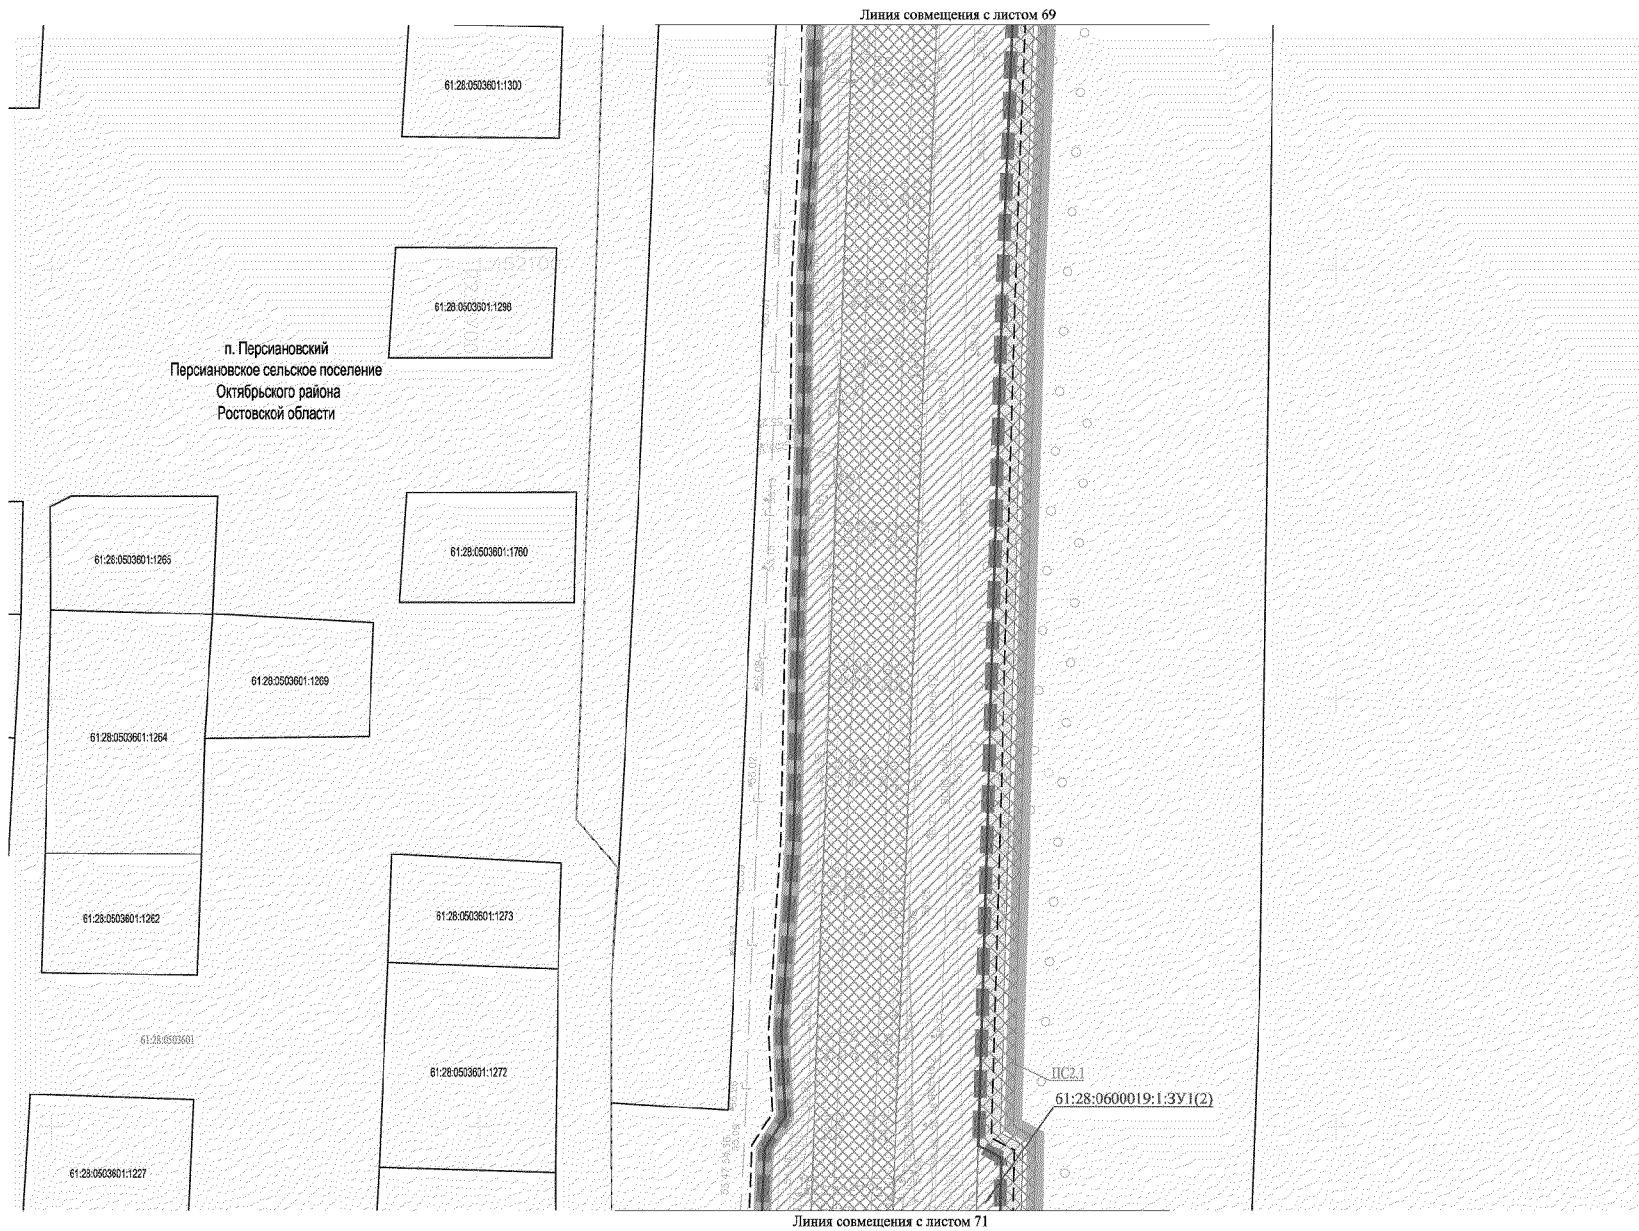 Линия совмещения с листом 69
61:28:0503601:1300
61:28:0503601:1296
п. Персиановский
Персиановское сельское поселение
Октябрьского района
Ростовской области
61:28:0503601:1265
61:28:0503601:1760
61:28:0503601:1269
61:28:0503601:1264
61:28:0503601:1262
61:28:0503601:1273
61:28:0503601
61:28:0503601:1272
ПС2.1
61:28:0600019:1:ЗУ1(2)
61:28:0503601:1227
Линия совмещения с листом 71